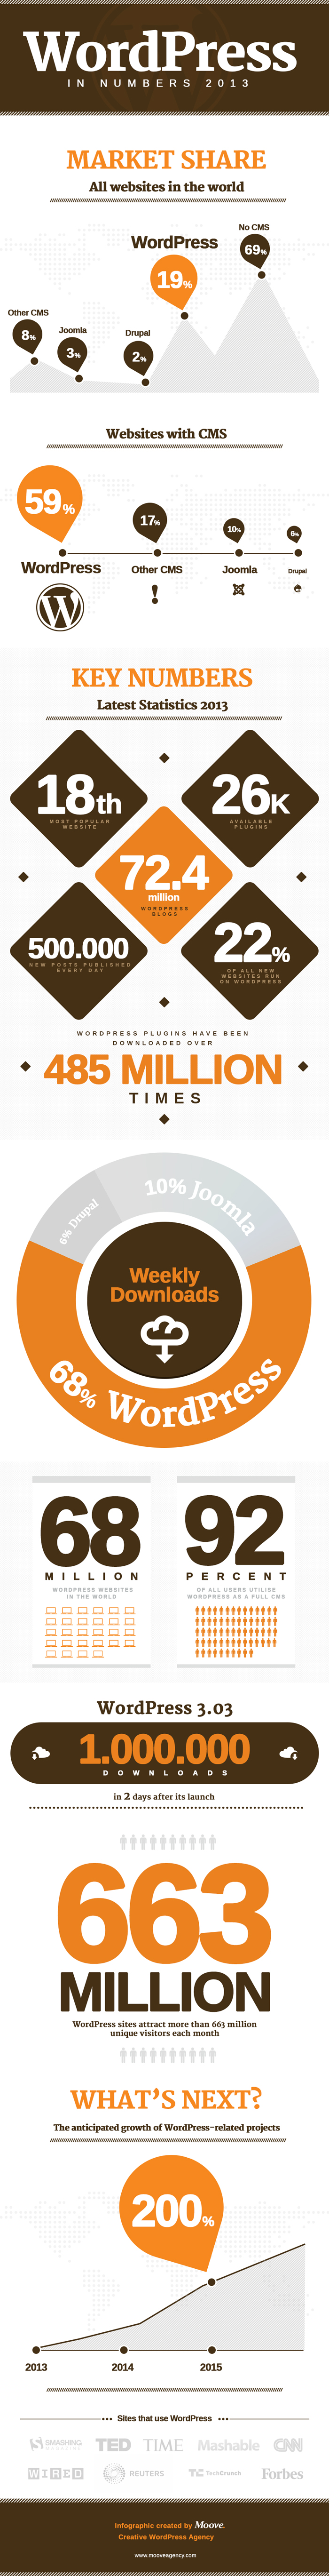 WordPress
IN NUMBERS 2013
MARKET SHARE
All websites in the world
No CMS
69%
WordPress
19%
Other CMS
8%
Joomla
3%
Drupal
2%
Websites with CMS
59%
17%
10%
6%
WordPress
Other CMS
Joomla
Drupal
KEY NUMBERS
Latest Statistics 2013
18th
MOST POPULAR
WEBSITE
26K
AVAILABLE
PLUGINS
72.4
million
WORDPRESS
BLOGS
500.000
NEW POSTS PUBLISHED
EVERY DAY
22%
OF ALL NEW
WEBSITES RUN
ON WORDPRESS
WORDPRESS PLUGINS HAVE BEEN
DOWNLOADED OVER
485 MILLION
TIMES
6% Drupal
10% Joomla
Weekly
Downloads
68% WordPress
68
MILLION
WORDPRESS WEBSITES
IN THE WORLD
92
PERCENT
OF ALL USERS UTILISE
WORDPRESS AS A FULL CMS
WordPress 3.03
1.000.000
DOWNLOADS
in 2 days after its launch
663
MILLION
WordPress sites attract more than 663 million
unique visitors each month
WHAT'S NEXT?
The anticipated growth of WordPress-related projects
200%
2013
2014
2015
Sites that use WordPress
SMASHING
MAGAZINE
TED
TIME
Mashable
CNN
WIRED
REUTERS
TechCrunch
Forbes
Infographic created by Moove.
Creative WordPress Agency
www.mooveagency.com